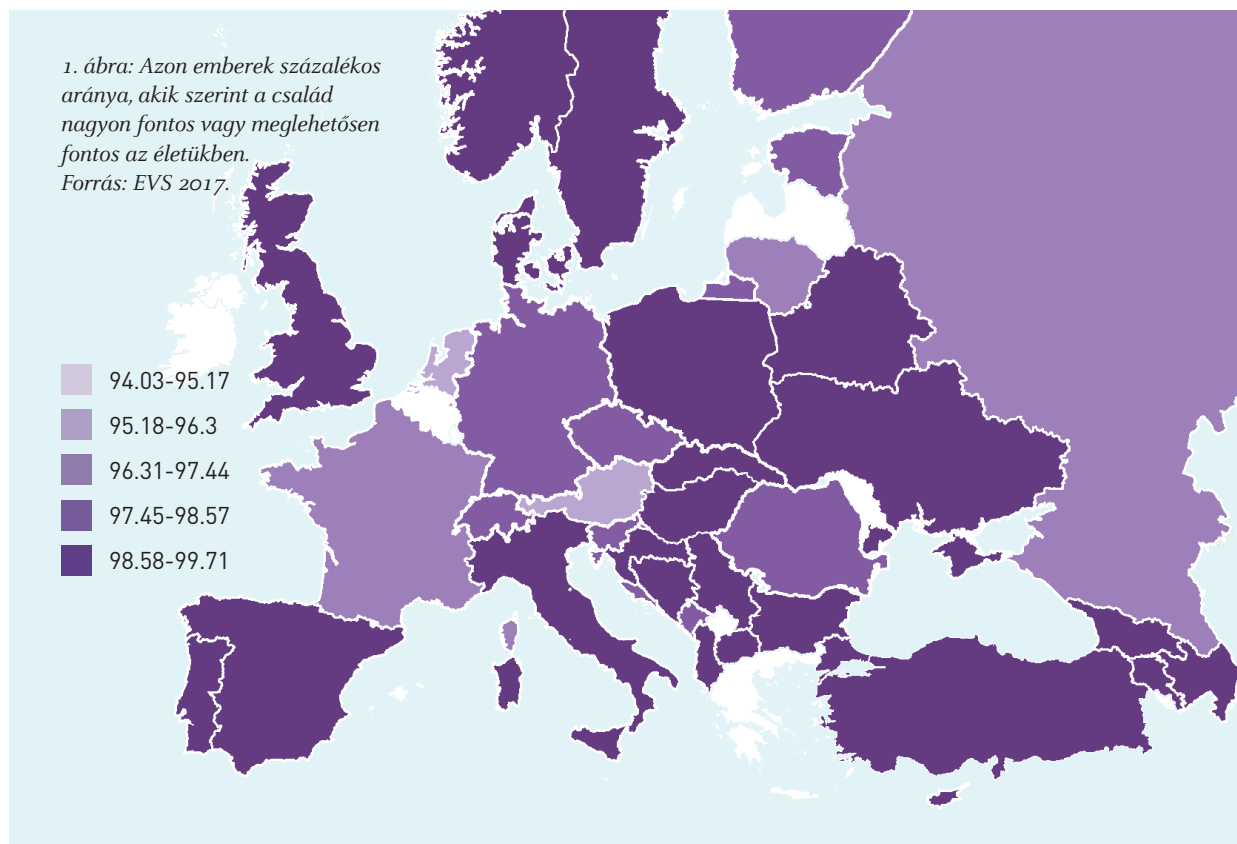 1. ábra: Azon emberek százalékos
aránya, akik szerint a család
nagyon fontos vagy meglehetősen
fontos az életükben.
Forrás: EVS 2017.
94.03-95.17
95.18-96.3
96.31-97.44
97.45-98.57
98.58-99.71